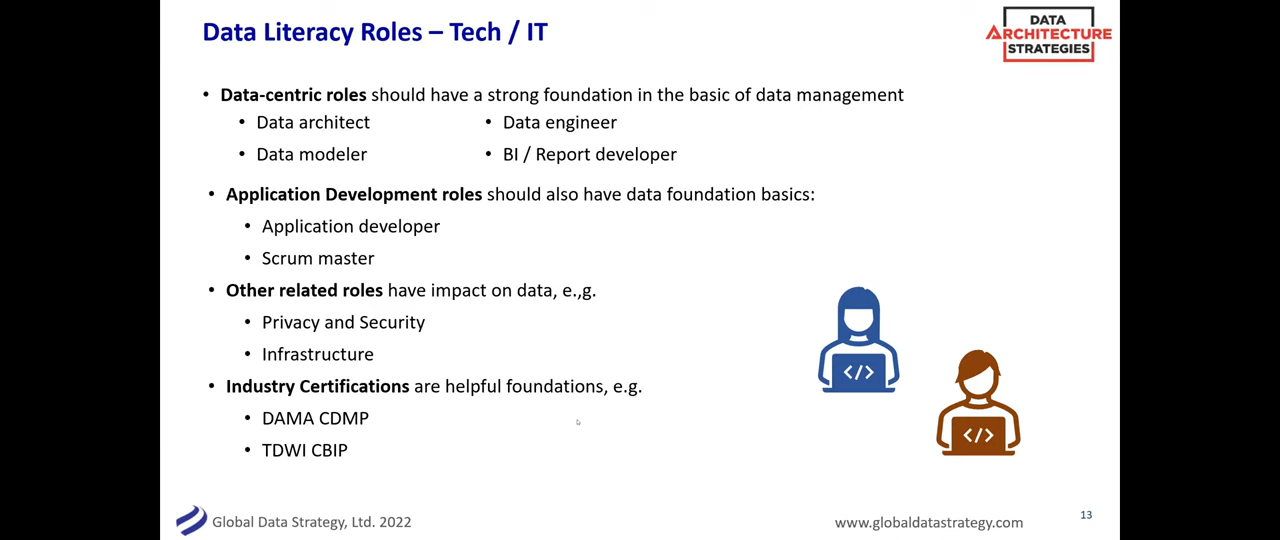 Data Literacy Roles – Tech / IT
DATA
ARCHITECTURE
STRATEGIES
• Data-centric roles should have a strong foundation in the basic of data management
• Data architect
• Data engineer
• Data modeler
• BI / Report developer
• Application Development roles should also have data foundation basics:
• Application developer
• Scrum master
• Other related roles have impact on data, e.,g.
• Privacy and Security
• Infrastructure
• Industry Certifications are helpful foundations, e.g.
• DAMA CDMP
• TDWI CBIP
</>
</>
Global Data Strategy, Ltd. 2022
www.globaldatastrategy.com
13